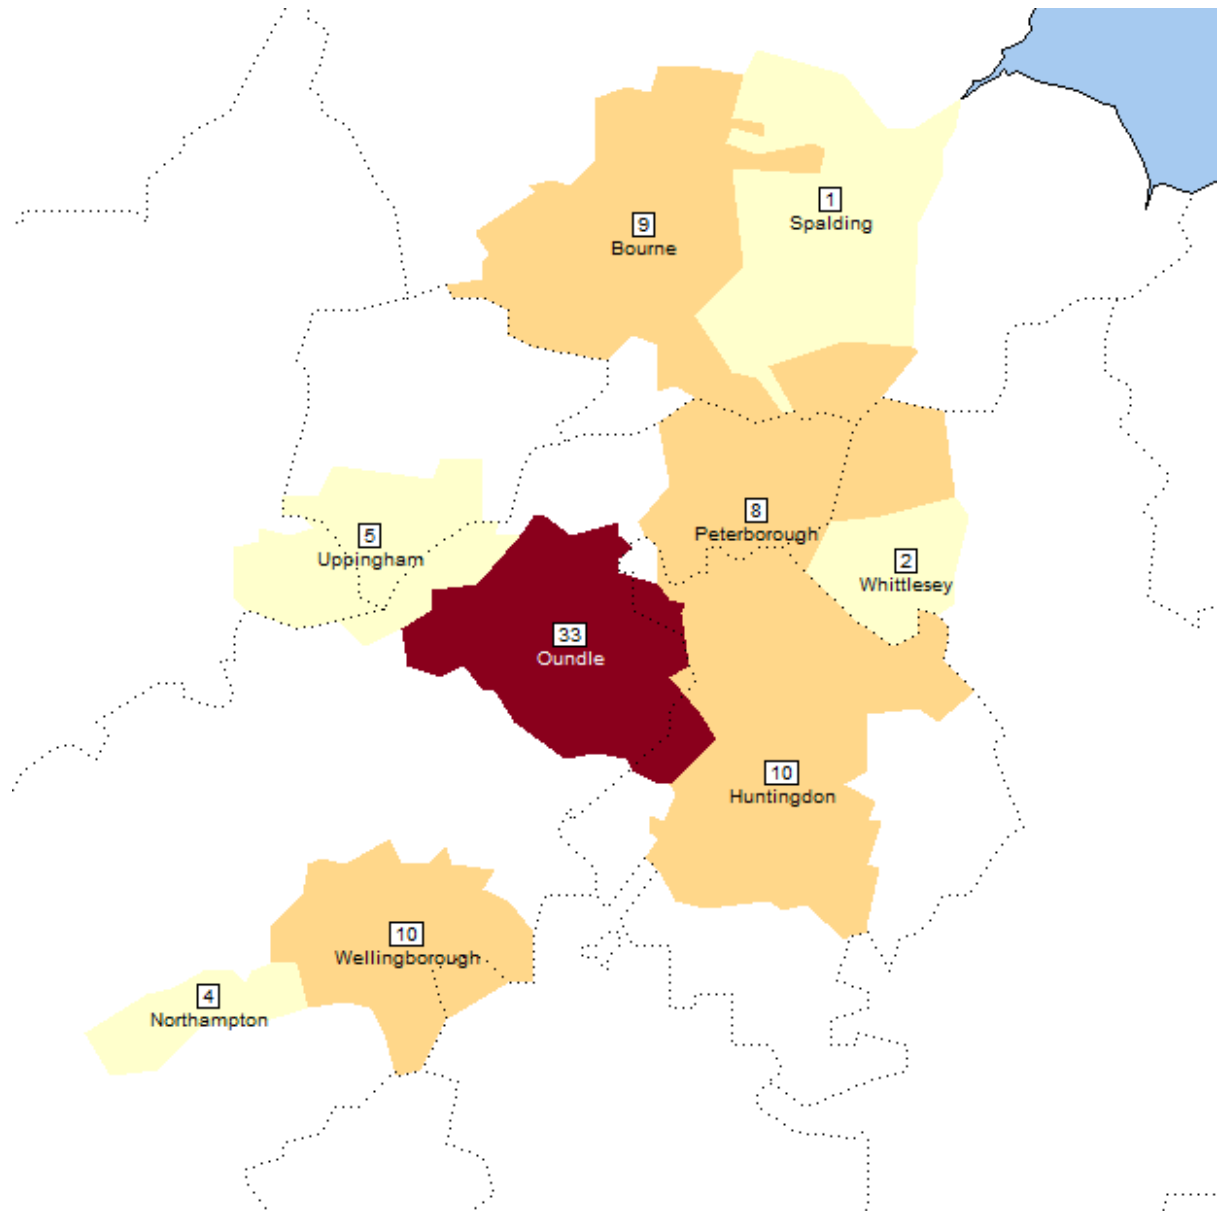 1
Spalding
9
Bourne
8
Peterborough
5
Uppingham
2
Whittlesey
33
Oundle
10
Huntingdon
10
Wellingborough
4
Northampton